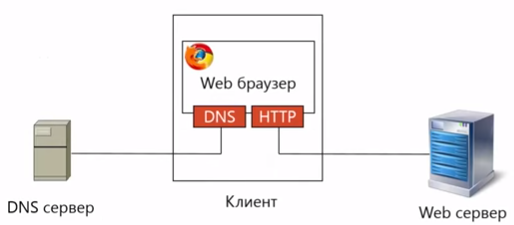 Web браузер
DNS
HTTP
Клиент
DNS сервер
Web сервер